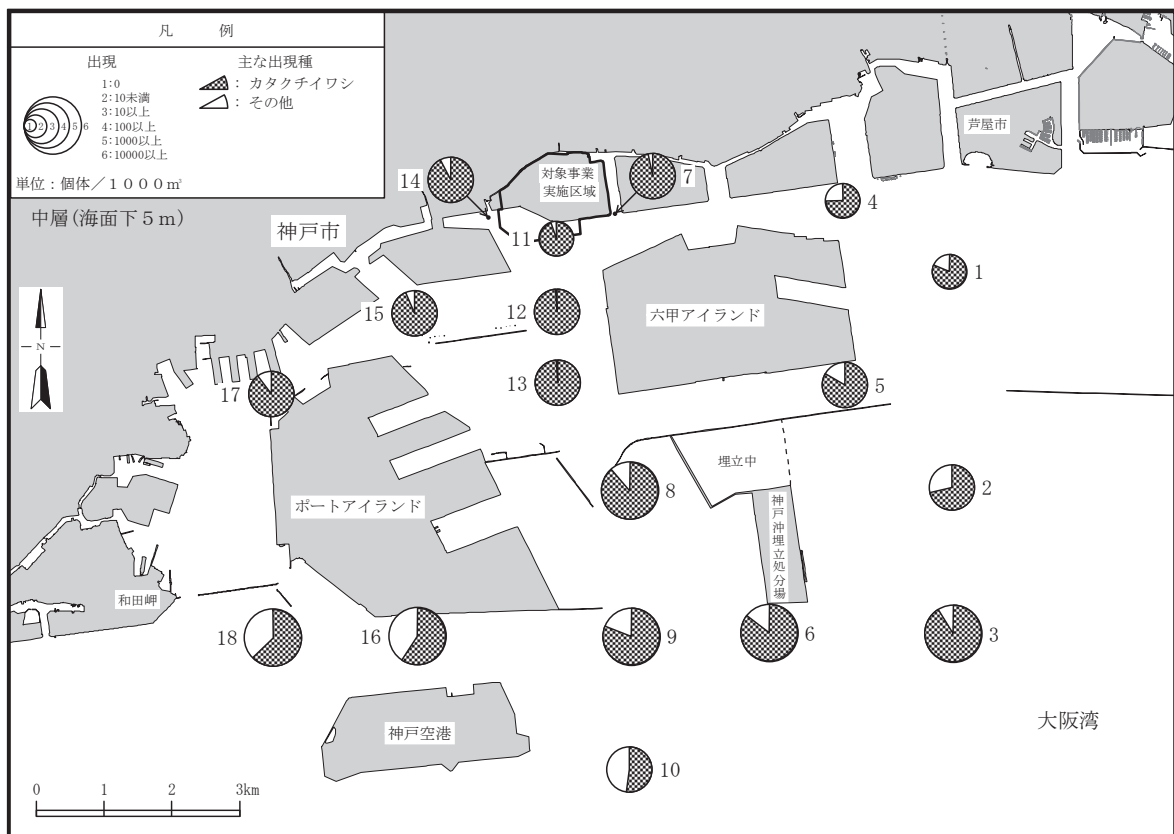 凡 例
出現
1:0
2:10未満
3:10以上
4:100以上
5:1000以上
6:10000以上
1 2 3 4 5 6
主な出現種
: カタクチイワシ
: その他
単位：個体／１０００㎥
中層(海面下５ｍ)
神戸市
芦屋市
対象事業
実施区域
14
7
4
11
1
六甲アイランド
15
12
N
13
17
5
埋立中
8
2
ポートアイランド
神戸沖埋立処分場
和田岬
18
16
9
6
3
大阪湾
神戸空港
10
0 1 2 3km